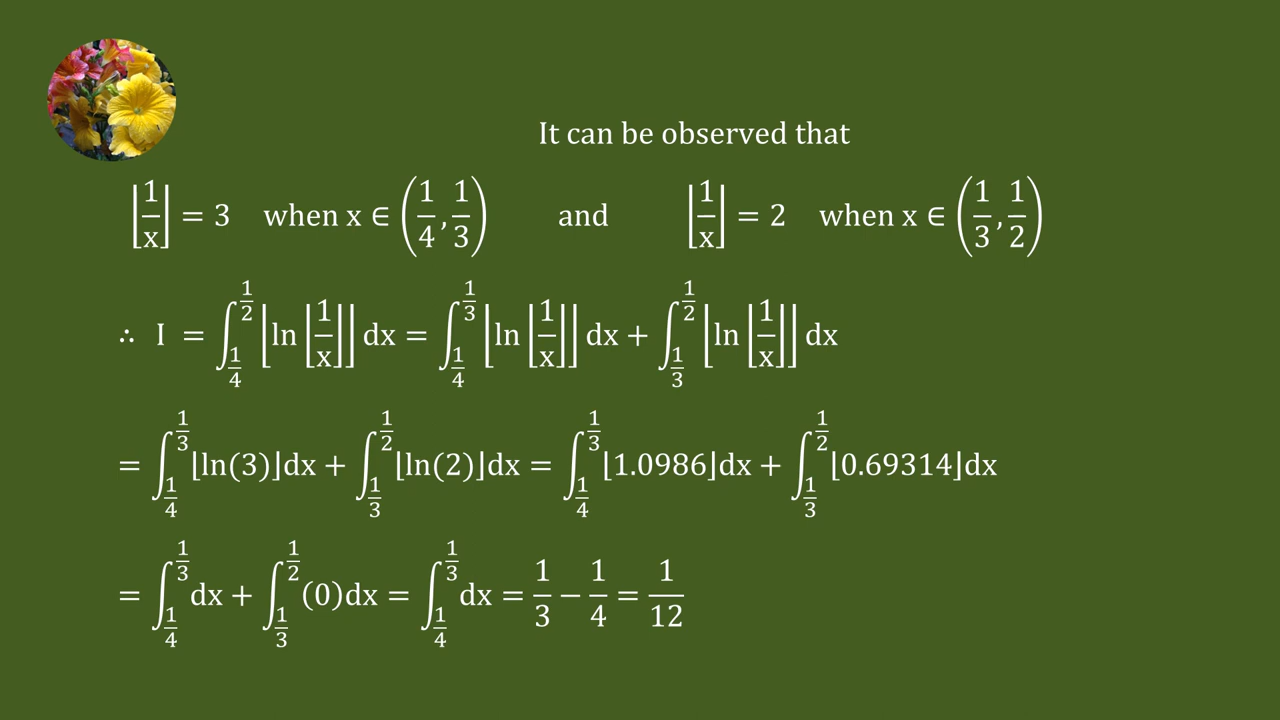 It can be observed that
⌊1/x⌋ = 3 when x ∈ (1/4, 1/3) and ⌊1/x⌋ = 2 when x ∈ (1/3, 1/2)
∴ I = ∫_{1/4}^{1/2} ⌊ln⌊1/x⌋⌋ dx = ∫_{1/4}^{1/3} ⌊ln⌊1/x⌋⌋ dx + ∫_{1/3}^{1/2} ⌊ln⌊1/x⌋⌋ dx
= ∫_{1/4}^{1/3} ⌊ln(3)⌋dx + ∫_{1/3}^{1/2} ⌊ln(2)⌋dx = ∫_{1/4}^{1/3} ⌊1.0986⌋dx + ∫_{1/3}^{1/2} ⌊0.69314⌋dx
= ∫_{1/4}^{1/3} dx + ∫_{1/3}^{1/2} (0)dx = ∫_{1/4}^{1/3} dx = 1/3 − 1/4 = 1/12